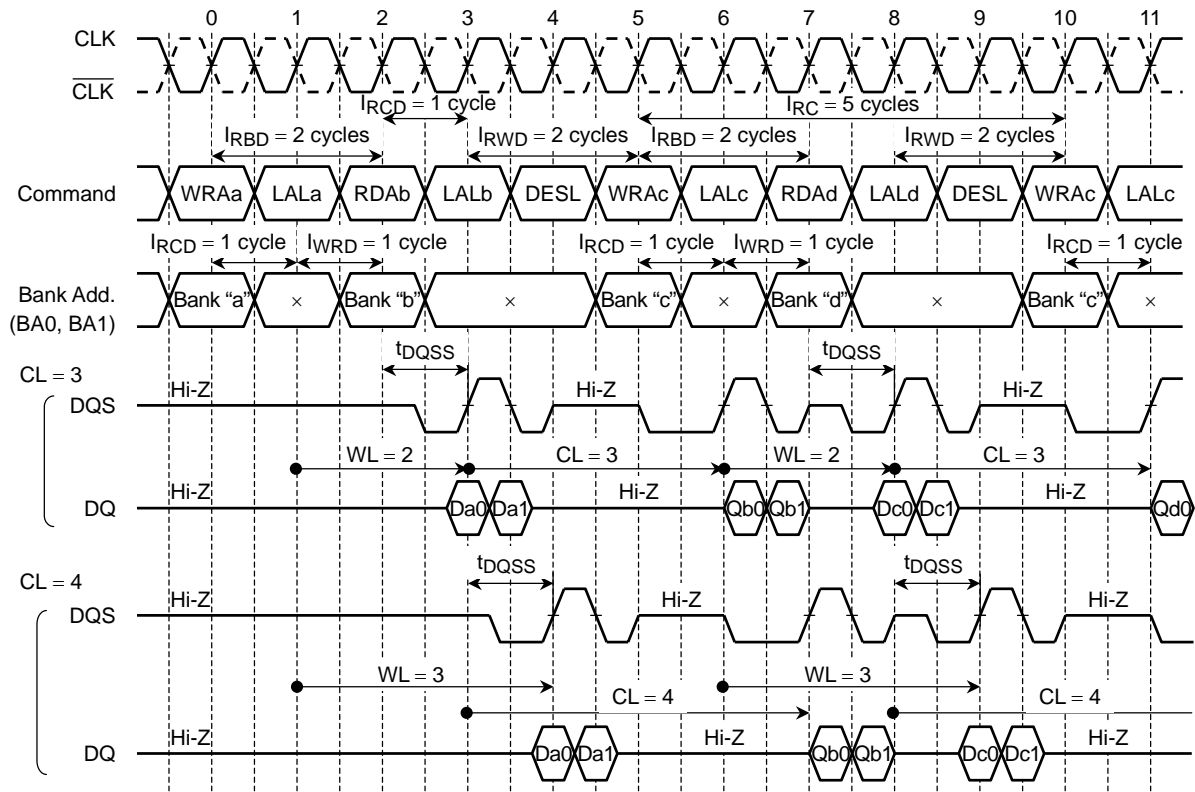 0 1 2 3 4 5 6 7 8 9 10 11
CLK
CLK
IRCD = 1 cycle
IRC = 5 cycles
IRBD = 2 cycles
IRWD = 2 cycles
IRBD = 2 cycles
IRWD = 2 cycles
Command
WRAa LALa RDAb LALb DESL WRAc LALc RDAd LALd DESL WRAc LALc
IRCD = 1 cycle
IWRD = 1 cycle
IRCD = 1 cycle
IWRD = 1 cycle
IRCD = 1 cycle
Bank Add.
(BA0, BA1)
Bank “a” × Bank “b” × Bank “c” × Bank “d” × Bank “c” ×
tDQSS
tDQSS
CL = 3
Hi-Z
Hi-Z
Hi-Z
DQS
WL = 2
CL = 3
WL = 2
CL = 3
Hi-Z
Hi-Z
Hi-Z
DQ
Da0 Da1 Qb0 Qb1 Dc0 Dc1 Qd0
tDQSS
tDQSS
CL = 4
Hi-Z
Hi-Z
Hi-Z
DQS
WL = 3
WL = 3
CL = 4
CL = 4
Hi-Z
Hi-Z
Hi-Z
DQ
Da0 Da1 Qb0 Qb1 Dc0 Dc1